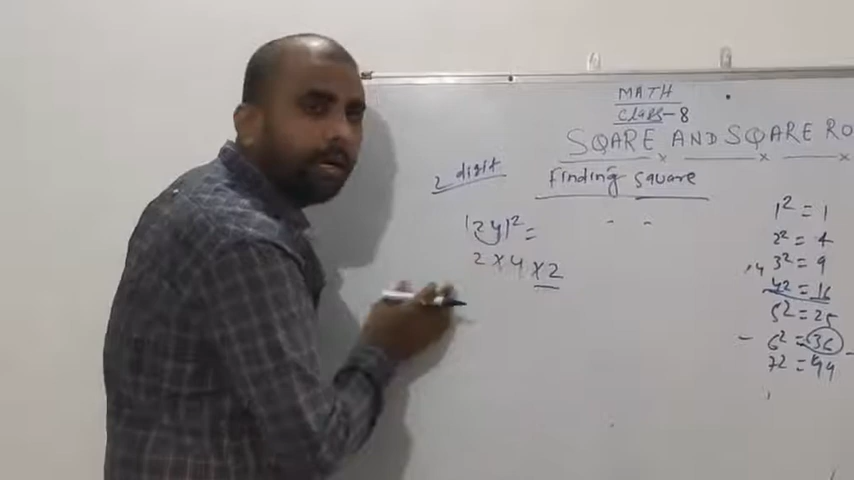 MATH
Class-8
SQARE AND SQARE RO
2 digit
Finding square
|24|² =
2 × 4 × 2
1² = 1
2² = 4
3² = 9
4² = 16
5² = 25
6² = 36
7² = 49